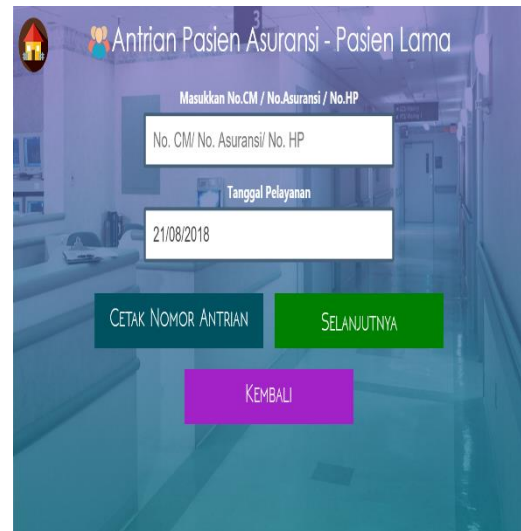 3
Antrian Pasien Asuransi - Pasien Lama
Masukkan No.CM / No.Asuransi / No.HP
No. CM/ No. Asuransi/ No. HP
Tanggal Pelayanan
21/08/2018
CETAK NOMOR ANTRIAN
SELANJUTNYA
KEMBALI